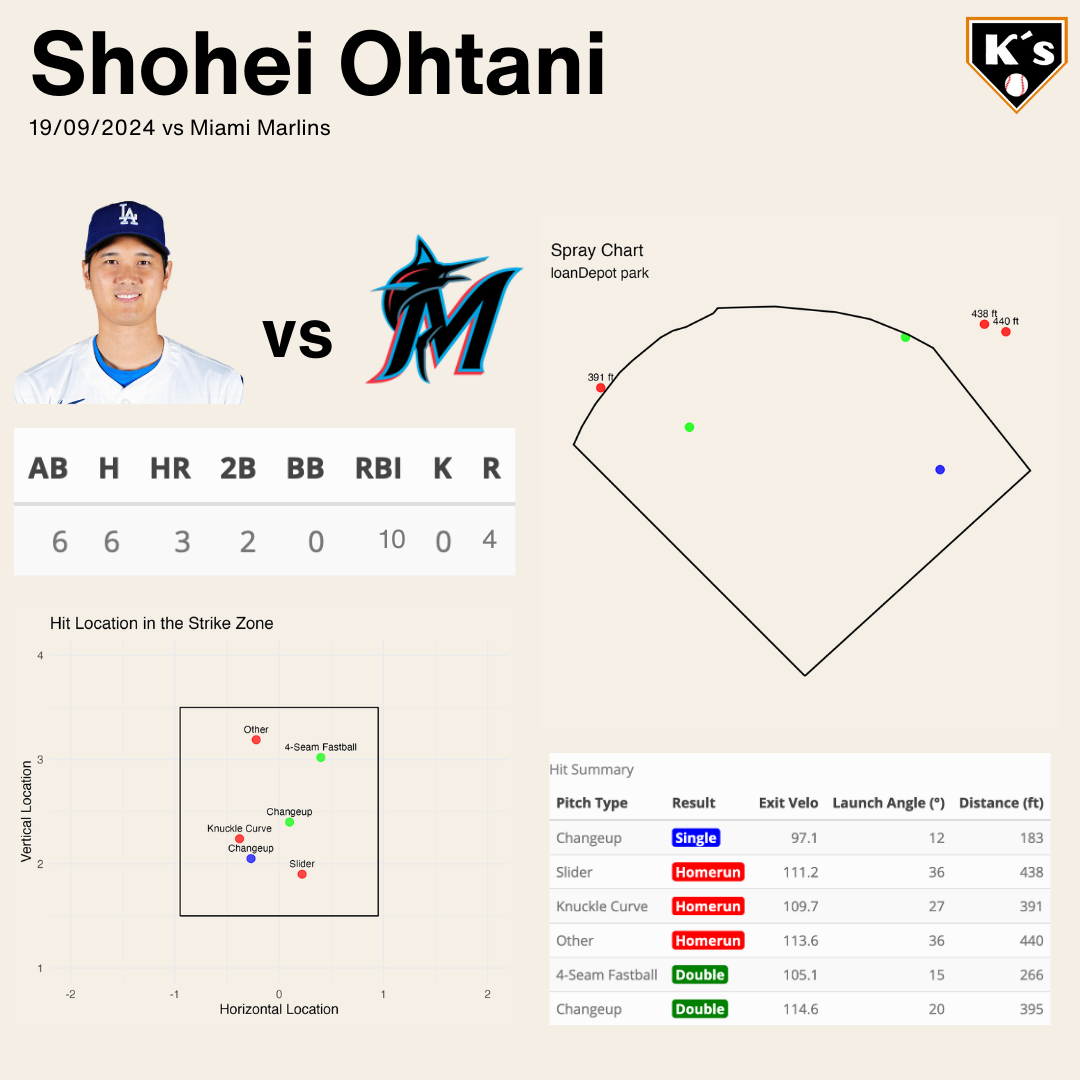 Shohei Ohtani
K´s
19/09/2024 vs Miami Marlins
LA
vs
M
Spray Chart
loanDepot park
438 ft
440 ft
391 ft
AB H HR 2B BB RBI K R
6 6 3 2 0 10 0 4
Hit Location in the Strike Zone
4
Other
4-Seam Fastball
3
Changeup
Knuckle Curve
Changeup
2
Slider
1
Vertical Location
-2 -1 0 1 2
Horizontal Location
Hit Summary
Pitch Type Result Exit Velo Launch Angle (°) Distance (ft)
Changeup Single 97.1 12 183
Slider Homerun 111.2 36 438
Knuckle Curve Homerun 109.7 27 391
Other Homerun 113.6 36 440
4-Seam Fastball Double 105.1 15 266
Changeup Double 114.6 20 395